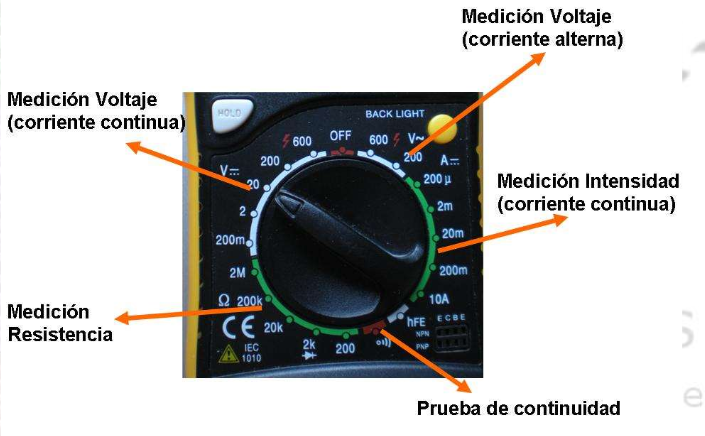 Medición Voltaje
(corriente alterna)
Medición Voltaje
(corriente continua)
HOLD
BACK LIGHT
OFF
600
600
V~
200
200
A⎓
V⎓
20
200µ
2
2m
200m
20m
2M
200m
Ω
200k
10A
20k
2k
200
hFE
E C B E
NPN
PNP
CE
IEC
1010
Medición Intensidad
(corriente continua)
Medición
Resistencia
Prueba de continuidad